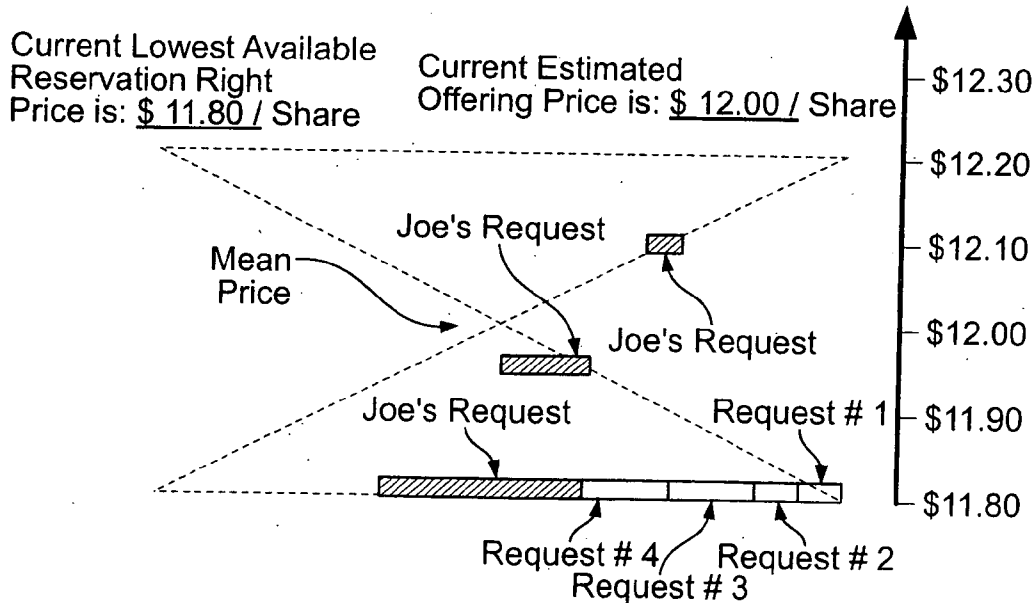 Current Lowest Available
Reservation Right
Price is: $ 11.80 / Share
Current Estimated
Offering Price is: $ 12.00 / Share
$12.30
$12.20
Joe's Request
$12.10
Mean
Price
Joe's Request
$12.00
Joe's Request
Request # 1
$11.90
$11.80
Request # 4
Request # 2
Request # 3